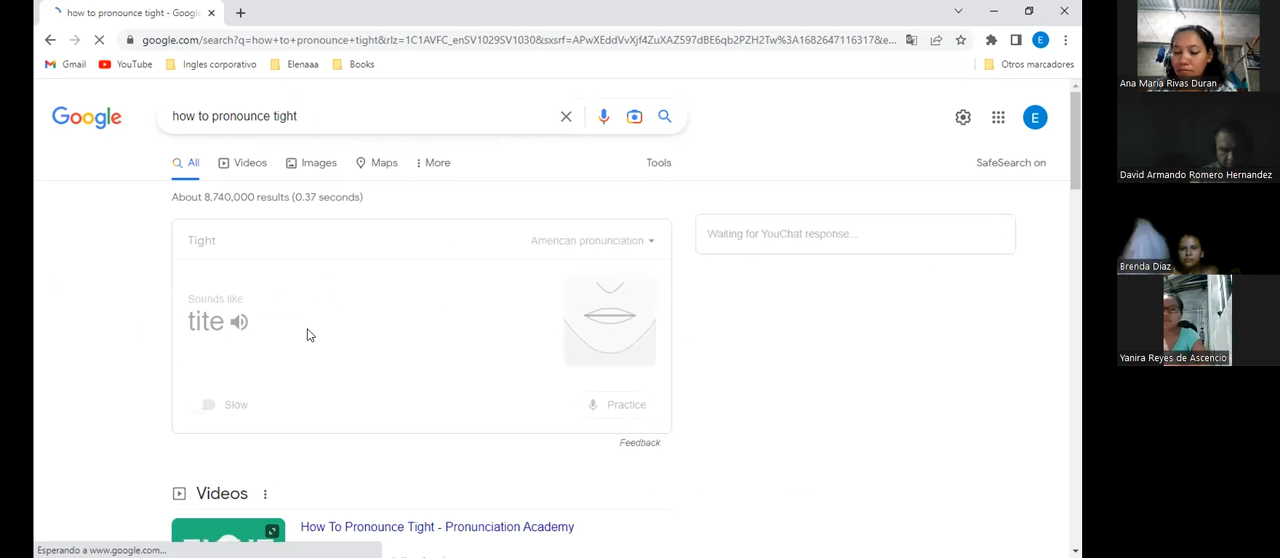 how to pronounce tight - Google
google.com/search?q=how+to+pronounce+tight&rlz=1C1AVFC_enSV1029SV1030&sxsrf=APwXEddVvXjf4ZuXAZ597dBE6qb2PZH2Tw%3A1682647116317&e...
Gmail
YouTube
Ingles corporativo
Elenaaa
Books
Otros marcadores
Google
how to pronounce tight
E
All
Videos
Images
Maps
More
Tools
SafeSearch on
About 8,740,000 results (0.37 seconds)
Tight
American pronunciation
Waiting for YouChat response...
Sounds like
tite
Slow
Practice
Feedback
Videos
How To Pronounce Tight - Pronunciation Academy
Esperando a www.google.com...
Ana María Rivas Duran
David Armando Romero Hernandez
Brenda Diaz
Yanira Reyes de Ascencio